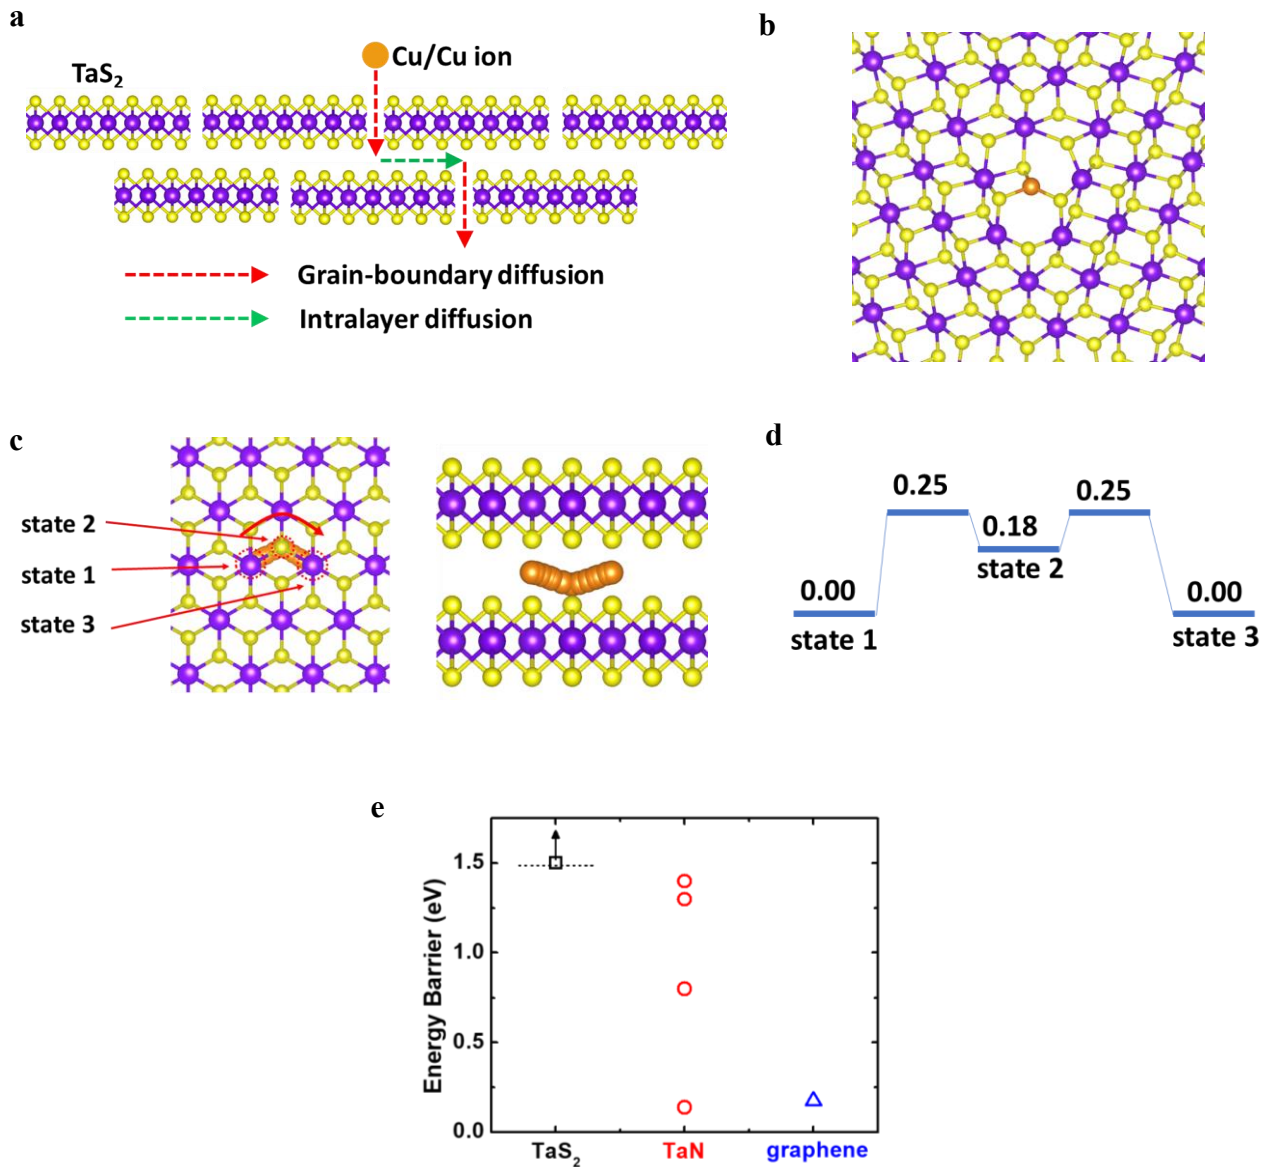 a
Cu/Cu ion
TaS2
Grain-boundary diffusion
Intralayer diffusion
b
c
state 2
state 1
state 3
d
0.25
0.25
0.18
state 2
0.00
state 1
0.00
state 3
e
Energy Barrier (eV)
1.5
1.0
0.5
0.0
TaS2
TaN
graphene